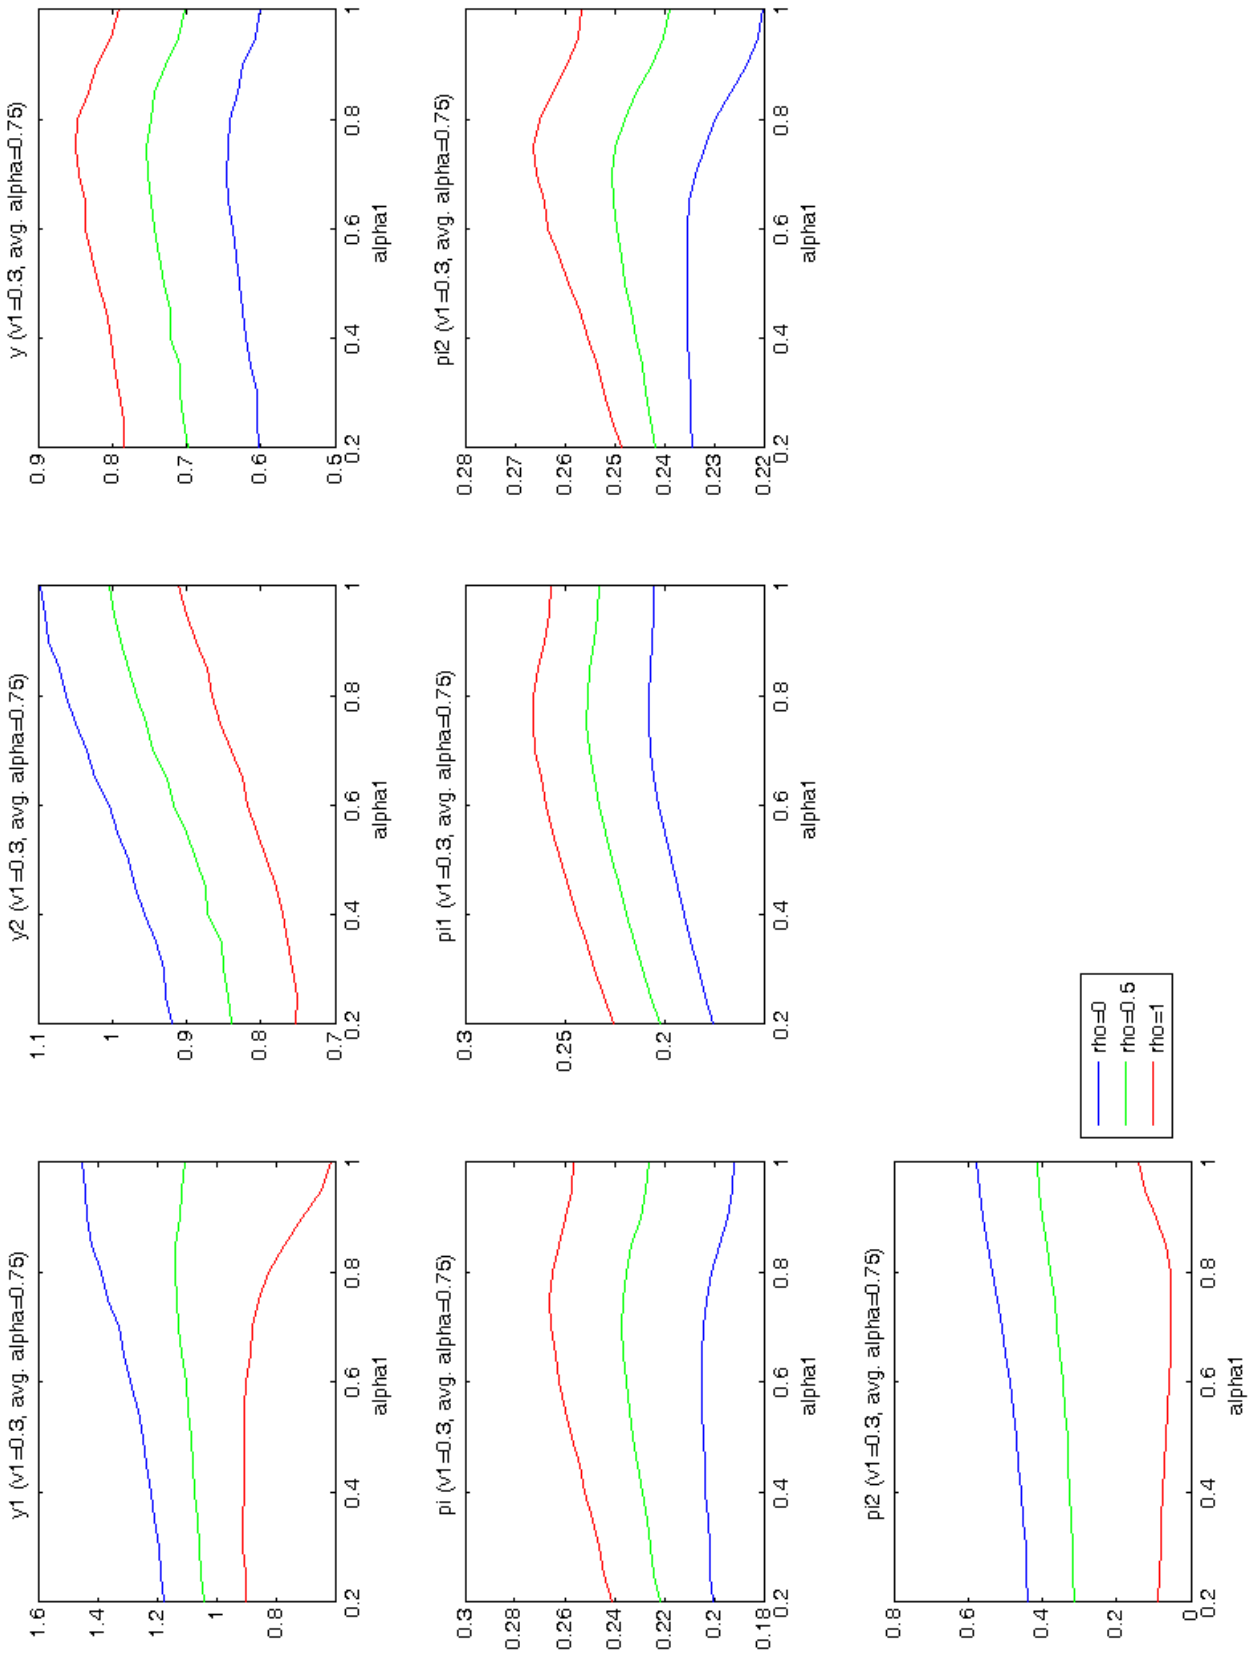 y1 (v1=0.3, avg. alpha=0.75)
1.6
1.4
1.2
1
0.8
0.2 0.4 0.6 0.8 1
alpha1
y2 (v1=0.3, avg. alpha=0.75)
1.1
1
0.9
0.8
0.7
0.2 0.4 0.6 0.8 1
alpha1
y (v1=0.3, avg. alpha=0.75)
0.9
0.8
0.7
0.6
0.5
0.2 0.4 0.6 0.8 1
alpha1
pi (v1=0.3, avg. alpha=0.75)
0.3
0.28
0.26
0.24
0.22
0.2
0.18
0.2 0.4 0.6 0.8 1
alpha1
pi1 (v1=0.3, avg. alpha=0.75)
0.3
0.25
0.2
0.2 0.4 0.6 0.8 1
alpha1
pi2 (v1=0.3, avg. alpha=0.75)
0.28
0.27
0.26
0.25
0.24
0.23
0.22
0.2 0.4 0.6 0.8 1
alpha1
pi2 (v1=0.3, avg. alpha=0.75)
0.8
0.6
0.4
0.2
0
0.2 0.4 0.6 0.8 1
alpha1
rho=0
rho=0.5
rho=1